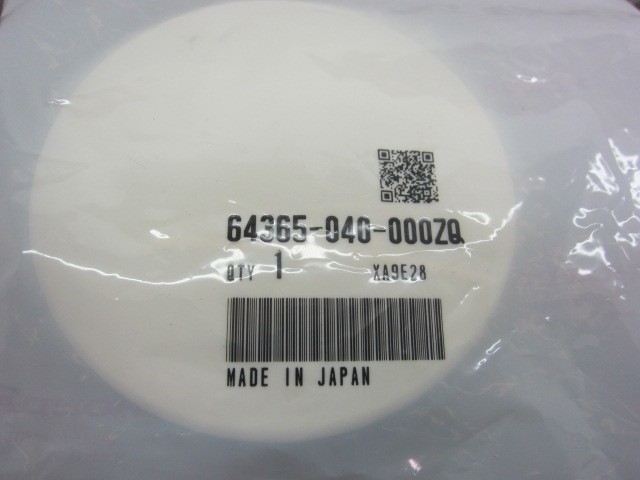 64365-040-000ZQ
QTY 1 XA9E28
MADE IN JAPAN